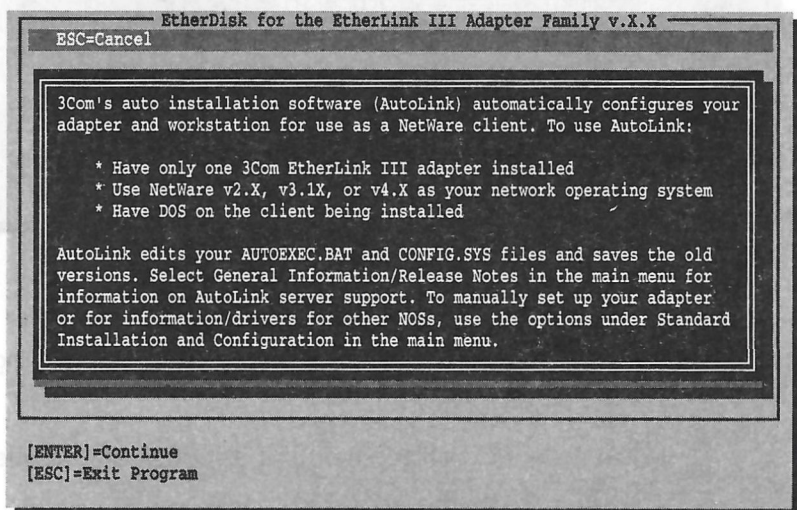 EtherDisk for the EtherLink III Adapter Family v.X.X
ESC=Cancel
3Com's auto installation software (AutoLink) automatically configures your
adapter and workstation for use as a NetWare client. To use AutoLink:
* Have only one 3Com EtherLink III adapter installed
* Use NetWare v2.X, v3.1X, or v4.X as your network operating system
* Have DOS on the client being installed
AutoLink edits your AUTOEXEC.BAT and CONFIG.SYS files and saves the old
versions. Select General Information/Release Notes in the main menu for
information on AutoLink server support. To manually set up your adapter
or for information/drivers for other NOSs, use the options under Standard
Installation and Configuration in the main menu.
[ENTER]=Continue
[ESC]=Exit Program